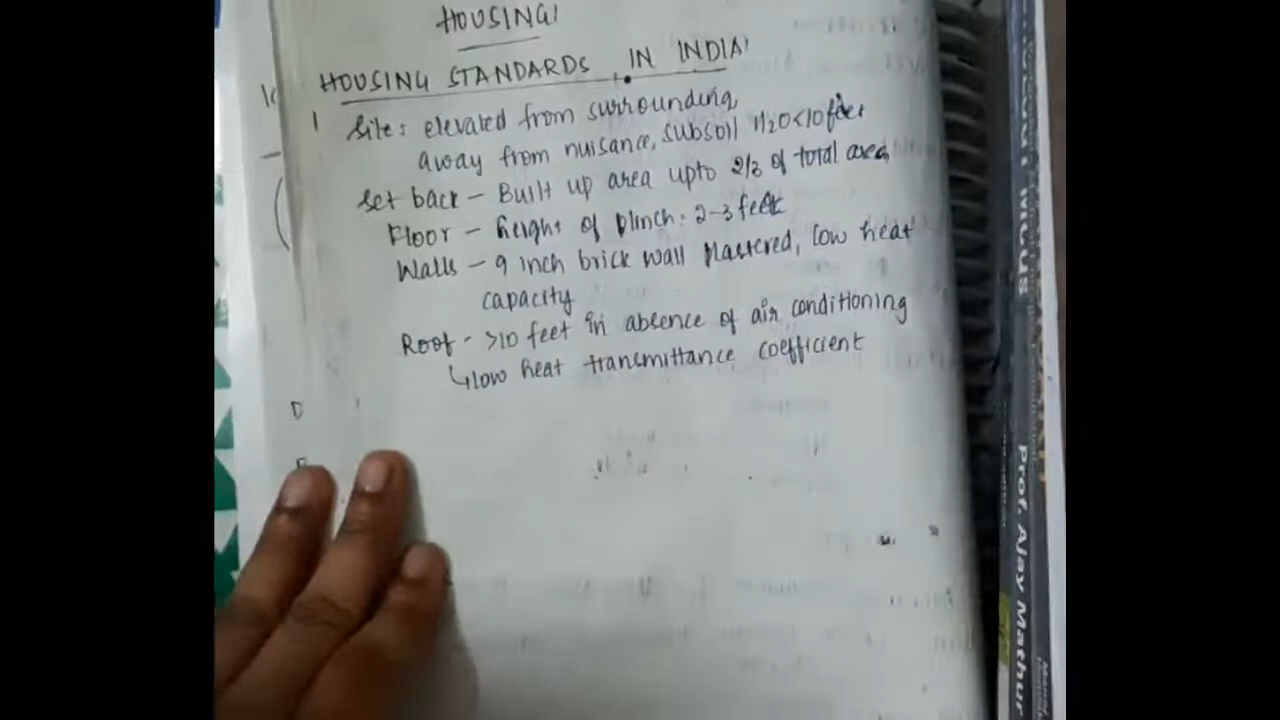 HOUSING
HOUSING STANDARDS IN INDIA
Site: elevated from surrounding,
away from nuisance, subsoil H2O<10 feet
Set back - Built up area upto 2/3 of total area
Floor - height of plinch: 2-3 feet
Walls - 9 inch brick wall plastered, low heat
capacity
Roof - >10 feet in absence of air conditioning
↳low heat transmittance coefficient
Prof. Ajay Mathur